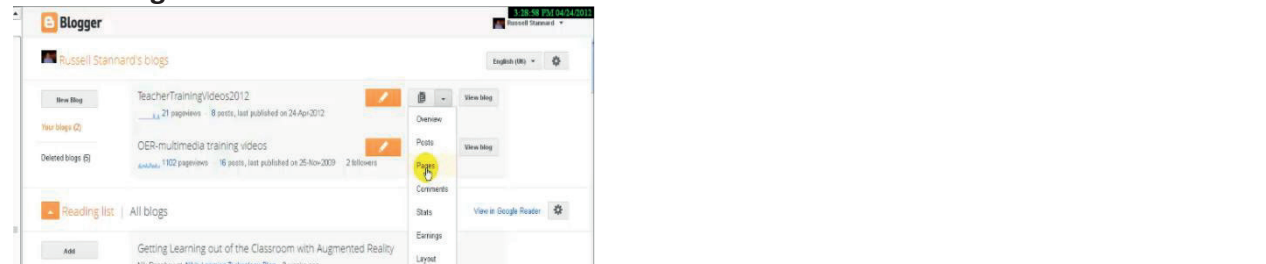 3:28:58 PM 04/24/2012
Blogger
Russell Stannard
Russell Stannard's blogs
English (UK)
New Blog
TeacherTrainingVideos2012
View blog
21 pageviews 8 posts, last published on 24-Apr-2012
Overview
Your blogs (2)
OER-multimedia training videos
Posts
View blog
Deleted blogs (5)
1102 pageviews 16 posts, last published on 25-Nov-2009 2 followers
Pages
Comments
Reading list | All blogs
Stats
View in Google Reader
Earnings
Add
Getting Learning out of the Classroom with Augmented Reality
Layout